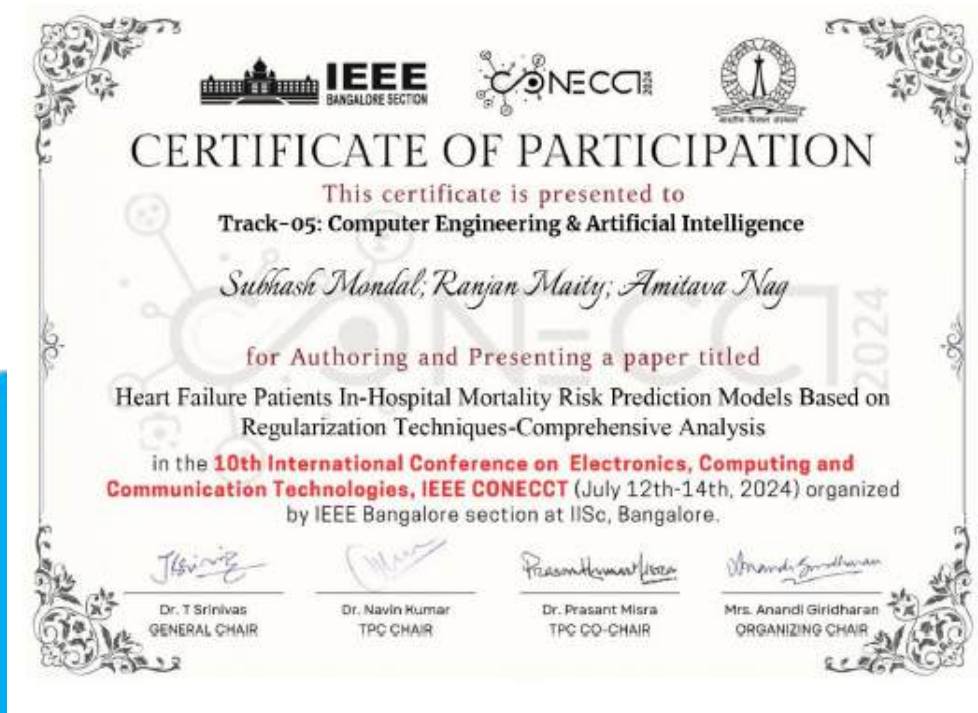 IEEE
BANGALORE SECTION
CONECCT 2024
भारतीय विज्ञान संस्थान
CERTIFICATE OF PARTICIPATION
This certificate is presented to
Track-05: Computer Engineering & Artificial Intelligence
Subhash Mondal; Ranjan Maity; Amitava Nag
CONECCT 2024
for Authoring and Presenting a paper titled
Heart Failure Patients In-Hospital Mortality Risk Prediction Models Based on
Regularization Techniques-Comprehensive Analysis
in the 10th International Conference on Electronics, Computing and
Communication Technologies, IEEE CONECCT (July 12th-14th, 2024) organized
by IEEE Bangalore section at IISc, Bangalore.
Dr. T Srinivas Dr. Navin Kumar Dr. Prasant Misra Mrs. Anandi Giridharan
GENERAL CHAIR TPC CHAIR TPC CO-CHAIR ORGANIZING CHAIR